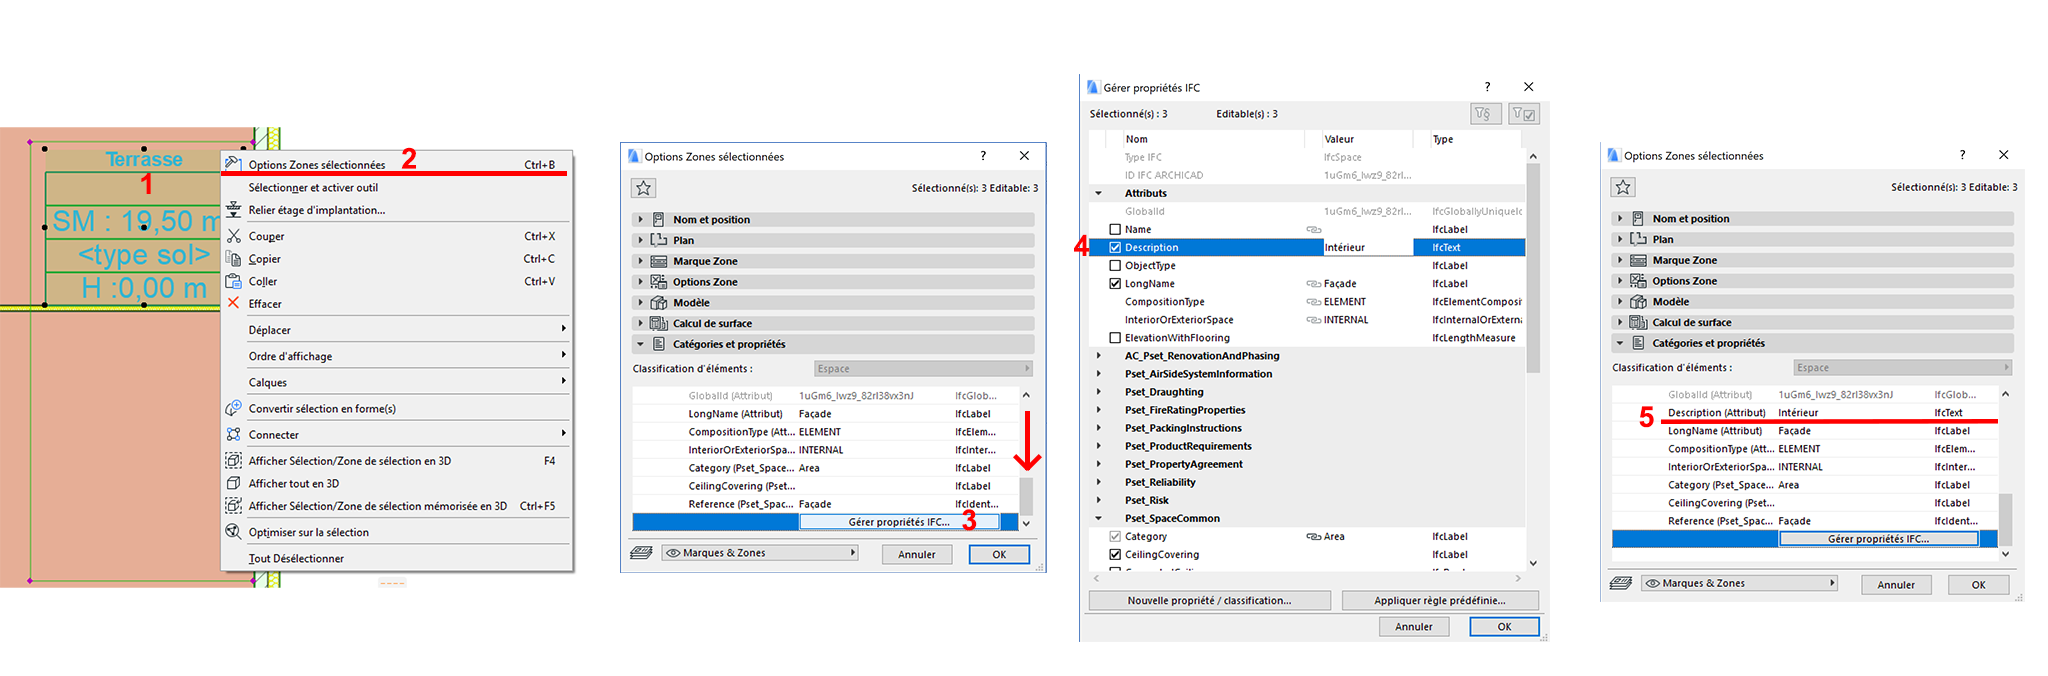 Terrasse
1
SM : 19,50 m
<type sol>
H :0,00 m
Options Zones sélectionnées 2 Ctrl+B
Sélectionner et activer outil
Relier étage d'implantation...
Couper Ctrl+X
Copier Ctrl+C
Coller Ctrl+V
Effacer
Déplacer
Ordre d'affichage
Calques
Convertir sélection en forme(s)
Connecter
Afficher Sélection/Zone de sélection en 3D F4
Afficher tout en 3D
Afficher Sélection/Zone de sélection mémorisée en 3D Ctrl+F5
Optimiser sur la sélection
Tout Désélectionner
Options Zones sélectionnées ?
Sélectionné(s): 3 Editable: 3
Nom et position
Plan
Marque Zone
Options Zone
Modèle
Calcul de surface
Catégories et propriétés
Classification d'éléments : Espace
GlobalId (Attribut) 1uGm6_lwz9_82rI38vx3nJ IfcGlob...
LongName (Attribut) Façade IfcLabel
CompositionType (Att... ELEMENT IfcElem...
InteriorOrExteriorSpa... INTERNAL IfcInter...
Category (Pset_Space... Area IfcLabel
CeilingCovering (Pset... IfcLabel
Reference (Pset_Spac... Façade IfcIdent...
Gérer propriétés IFC... 3
Marques & Zones Annuler OK
Gérer propriétés IFC ?
Sélectionné(s) : 3 Editable(s) : 3
Nom Valeur Type
Type IFC IfcSpace
ID IFC ARCHICAD 1uGm6_lwz9_82rI...
Attributs
GlobalId 1uGm6_lwz9_82rI... IfcGloballyUniqueIc
Name IfcLabel
4 Description Intérieur IfcText
ObjectType IfcLabel
LongName Façade IfcLabel
CompositionType ELEMENT IfcElementComposit
InteriorOrExteriorSpace INTERNAL IfcInternalOrExterna
ElevationWithFlooring IfcLengthMeasure
AC_Pset_RenovationAndPhasing
Pset_AirSideSystemInformation
Pset_Draughting
Pset_FireRatingProperties
Pset_PackingInstructions
Pset_ProductRequirements
Pset_PropertyAgreement
Pset_Reliability
Pset_Risk
Pset_SpaceCommon
Category Area IfcLabel
CeilingCovering IfcLabel
Nouvelle propriété / classification... Appliquer règle prédéfinie...
Annuler OK
Options Zones sélectionnées ?
Sélectionné(s): 3 Editable: 3
Nom et position
Plan
Marque Zone
Options Zone
Modèle
Calcul de surface
Catégories et propriétés
Classification d'éléments : Espace
GlobalId (Attribut) 1uGm6_lwz9_82rI38vx3nJ IfcGlob...
5 Description (Attribut) Intérieur IfcText
LongName (Attribut) Façade IfcLabel
CompositionType (Att... ELEMENT IfcElem...
InteriorOrExteriorSpa... INTERNAL IfcInter...
Category (Pset_Space... Area IfcLabel
CeilingCovering (Pset... IfcLabel
Reference (Pset_Spac... Façade IfcIdent...
Gérer propriétés IFC...
Marques & Zones Annuler OK